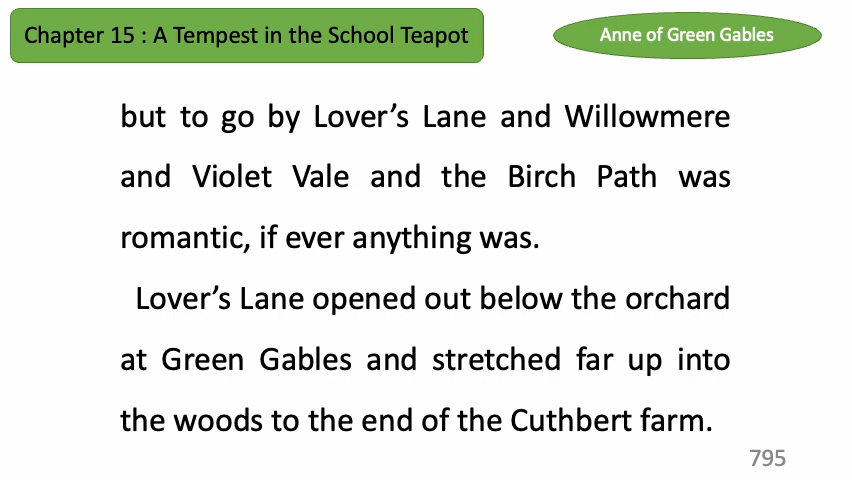 Chapter 15 : A Tempest in the School Teapot
Anne of Green Gables
but to go by Lover’s Lane and Willowmere
and Violet Vale and the Birch Path was
romantic, if ever anything was.
Lover’s Lane opened out below the orchard
at Green Gables and stretched far up into
the woods to the end of the Cuthbert farm.
795